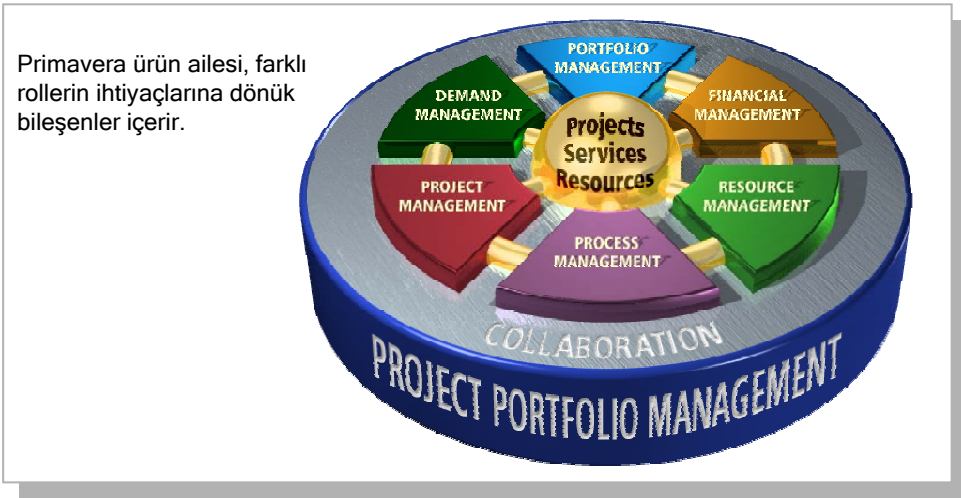 Primavera ürün ailesi, farklı
rollerin ihtiyaçlarına dönük
bileşenler içerir.
PORTFOLIO
MANAGEMENT
DEMAND
MANAGEMENT
FINANCIAL
MANAGEMENT
Projects
Services
Resources
PROJECT
MANAGEMENT
RESOURCE
MANAGEMENT
PROCESS
MANAGEMENT
COLLABORATION
PROJECT PORTFOLIO MANAGEMENT